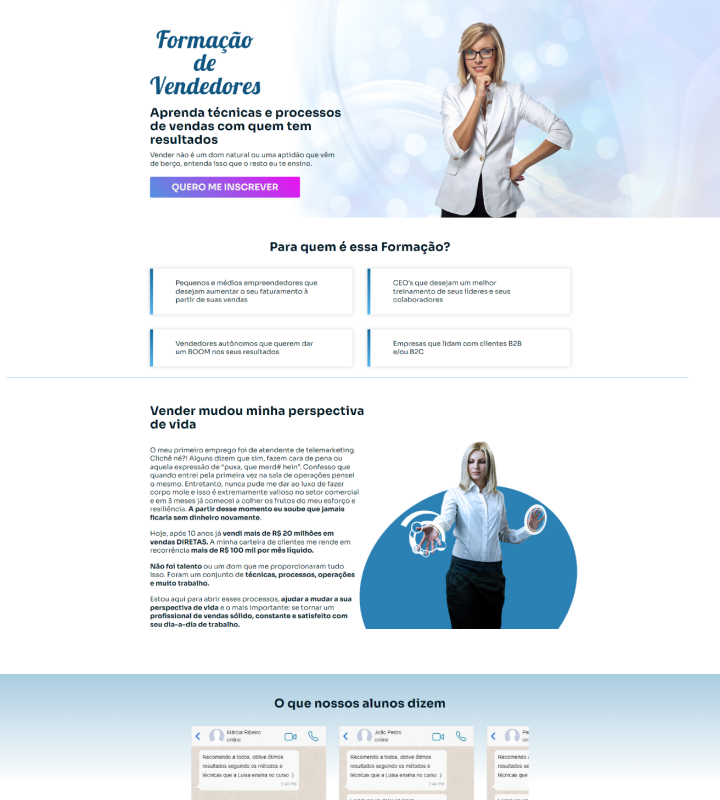 Formação
de
Vendedores
Aprenda técnicas e processos
de vendas com quem tem
resultados
Vender não é um dom natural ou uma aptidão que vêm
de berço, entenda isso que o resto eu te ensino.
QUERO ME INSCREVER
Para quem é essa Formação?
Pequenos e médios empreendedores que
desejam aumentar o seu faturamento à
partir de suas vendas
CEO's que desejam um melhor
treinamento de seus líderes e seus
colaboradores
Vendedores autônomos que querem dar
um BOOM nos seus resultados
Empresas que lidam com clientes B2B
e/ou B2C
Vender mudou minha perspectiva
de vida
O meu primeiro emprego foi de atendente de telemarketing.
Clichê né?! Alguns dizem que sim, fazem cara de pena ou
aquela expressão de “puxa, que merd# hein”. Confesso que
quando entrei pela primeira vez na sala de operações pensei
o mesmo. Entretanto, nunca pude me dar ao luxo de fazer
corpo mole e isso é extremamente valioso no setor comercial
e em 3 meses já comecei a colher os frutos do meu esforço e
resiliência. A partir desse momento eu soube que jamais
ficaria sem dinheiro novamente.
Hoje, após 10 anos já vendi mais de R$ 20 milhões em
vendas DIRETAS. A minha carteira de clientes me rende em
recorrência mais de R$ 100 mil por mês líquido.
Não foi talento ou um dom que me proporcionaram tudo
isso. Foram um conjunto de técnicas, processos, operações
e muito trabalho.
Estou aqui para abrir esses processos, ajudar a mudar a sua
perspectiva de vida e o mais importante: se tornar um
profissional de vendas sólido, constante e satisfeito com
seu dia-a-dia de trabalho.
O que nossos alunos dizem
Márcia Ribeiro
online
Recomendo a todos, obtive ótimos
resultados seguindo os métodos e
técnicas que a Luísa ensina no curso :)
2:40 PM
João Pedro
online
Recomendo a todos, obtive ótimos
resultados seguindo os métodos e
técnicas que a Luísa ensina no curso :)
2:40 PM
Pe
online
Recomendo
resultados se
técnicas que